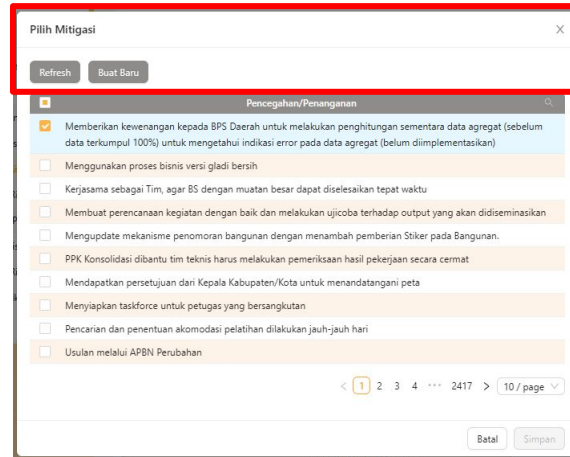 Pilih Mitigasi
Refresh Buat Baru
Pencegahan/Penanganan
Memberikan kewenangan kepada BPS Daerah untuk melakukan penghitungan sementara data agregat (sebelum
data terkumpul 100%) untuk mengetahui indikasi error pada data agregat (belum diimplementasikan)
Menggunakan proses bisnis versi gladi bersih
Kerjasama sebagai Tim, agar BS dengan muatan besar dapat diselesaikan tepat waktu
Membuat perencanaan kegiatan dengan baik dan melakukan ujicoba terhadap output yang akan didiseminasikan
Mengupdate mekanisme penomoran bangunan dengan menambah pemberian Stiker pada Bangunan.
PPK Konsolidasi dibantu tim teknis harus melakukan pemeriksaan hasil pekerjaan secara cermat
Mendapatkan persetujuan dari Kepala Kabupaten/Kota untuk menandatangani peta
Menyiapkan taskforce untuk petugas yang bersangkutan
Pencarian dan penentuan akomodasi pelatihan dilakukan jauh-jauh hari
Usulan melalui APBN Perubahan
< 1 2 3 4 ••• 2417 > 10 / page
Batal Simpan